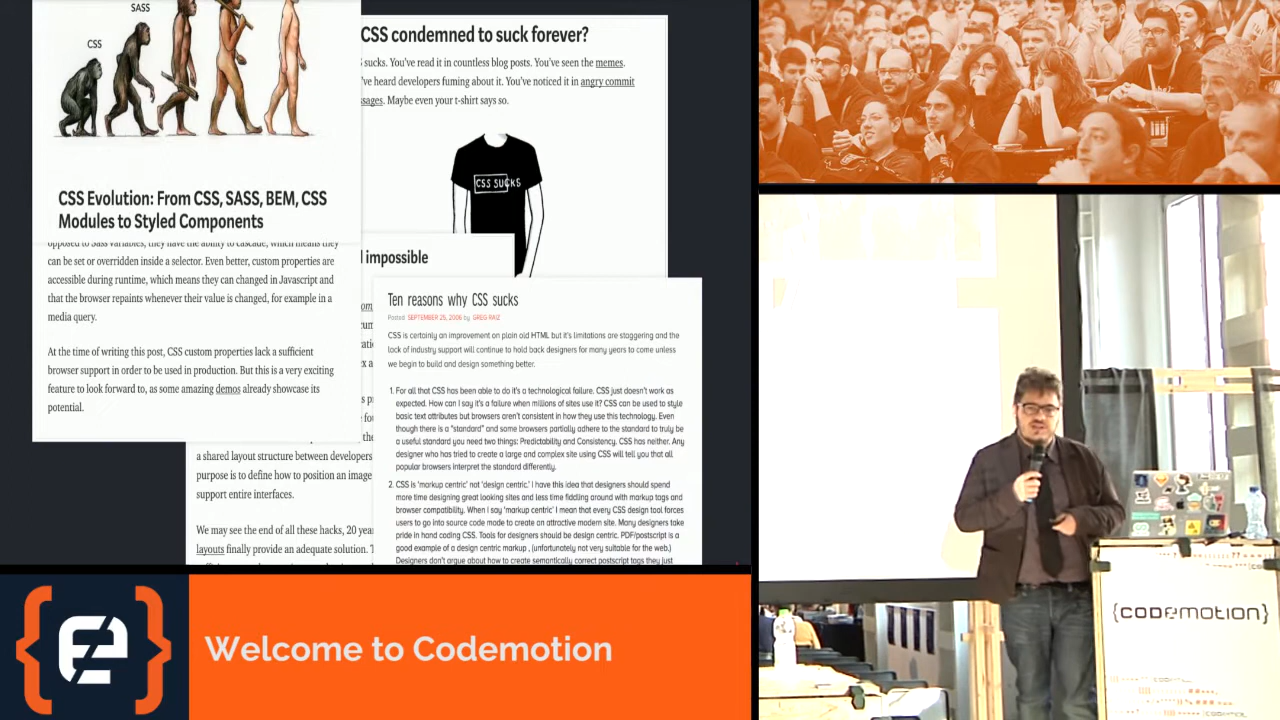 SASS
CSS
CSS Evolution: From CSS, SASS, BEM, CSS
Modules to Styled Components
opposed to Sass variables, they have the ability to cascade, which means they
can be set or overridden inside a selector. Even better, custom properties are
accessible during runtime, which means they can changed in Javascript and
that the browser repaints whenever their value is changed, for example in a
media query.
At the time of writing this post, CSS custom properties lack a sufficient
browser support in order to be used in production. But this is a very exciting
feature to look forward to, as some amazing demos already showcase its
potential.
CSS condemned to suck forever?
sucks. You've read it in countless blog posts. You've seen the memes.
've heard developers fuming about it. You've noticed it in angry commit
ssages. Maybe even your t-shirt says so.
CSS SUCKS
impossible
a shared layout structure between developers
purpose is to define how to position an image
support entire interfaces.
We may see the end of all these hacks, 20 yea
layouts finally provide an adequate solution. T
Ten reasons why CSS sucks
Posted SEPTEMBER 25, 2006 by GREG RAIZ
CSS is certainly an improvement on plain old HTML but it's limitations are staggering and the
lack of industry support will continue to hold back designers for many years to come unless
we begin to build and design something better.
1. For all that CSS has been able to do it's a technological failure. CSS just doesn't work as
expected. How can I say it's a failure when millions of sites use it? CSS can be used to style
basic text attributes but browsers aren't consistent in how they use this technology. Even
though there is a "standard" and some browsers partially adhere to the standard to truly be
a useful standard you need two things: Predictability and Consistency. CSS has neither. Any
designer who has tried to create a large and complex site using CSS will tell you that all
popular browsers interpret the standard differently.
2. CSS is 'markup centric' not 'design centric.' I have this idea that designers should spend
more time designing great looking sites and less time fiddling around with markup tags and
browser compatibility. When I say 'markup centric' I mean that every CSS design tool forces
users to go into source code made to create an attractive modern site. Many designers take
pride in hand coding CSS. Tools for designers should be design centric. PDF/postscript is a
good example of a design centric markup , (unfortunately not very suitable for the web.)
Designers don't argue about how to create semantically correct postscript tags they just
Welcome to Codemotion
{codemotion}